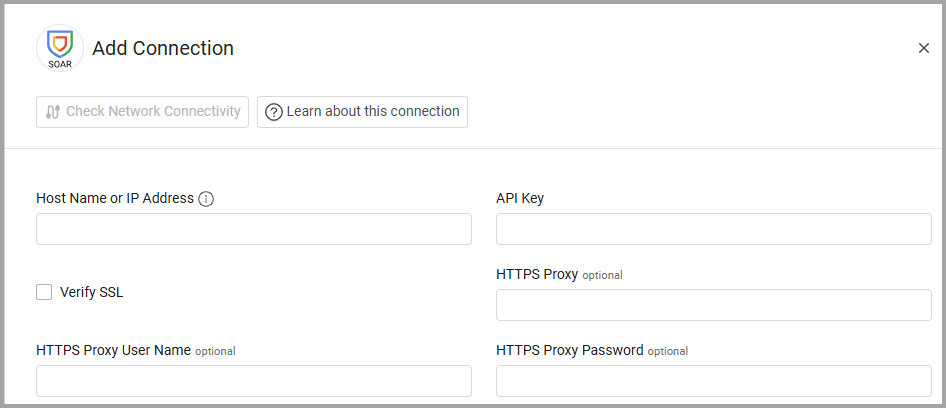 SOAR
Add Connection
Check Network Connectivity
Learn about this connection
Host Name or IP Address
API Key
Verify SSL
HTTPS Proxy optional
HTTPS Proxy User Name optional
HTTPS Proxy Password optional